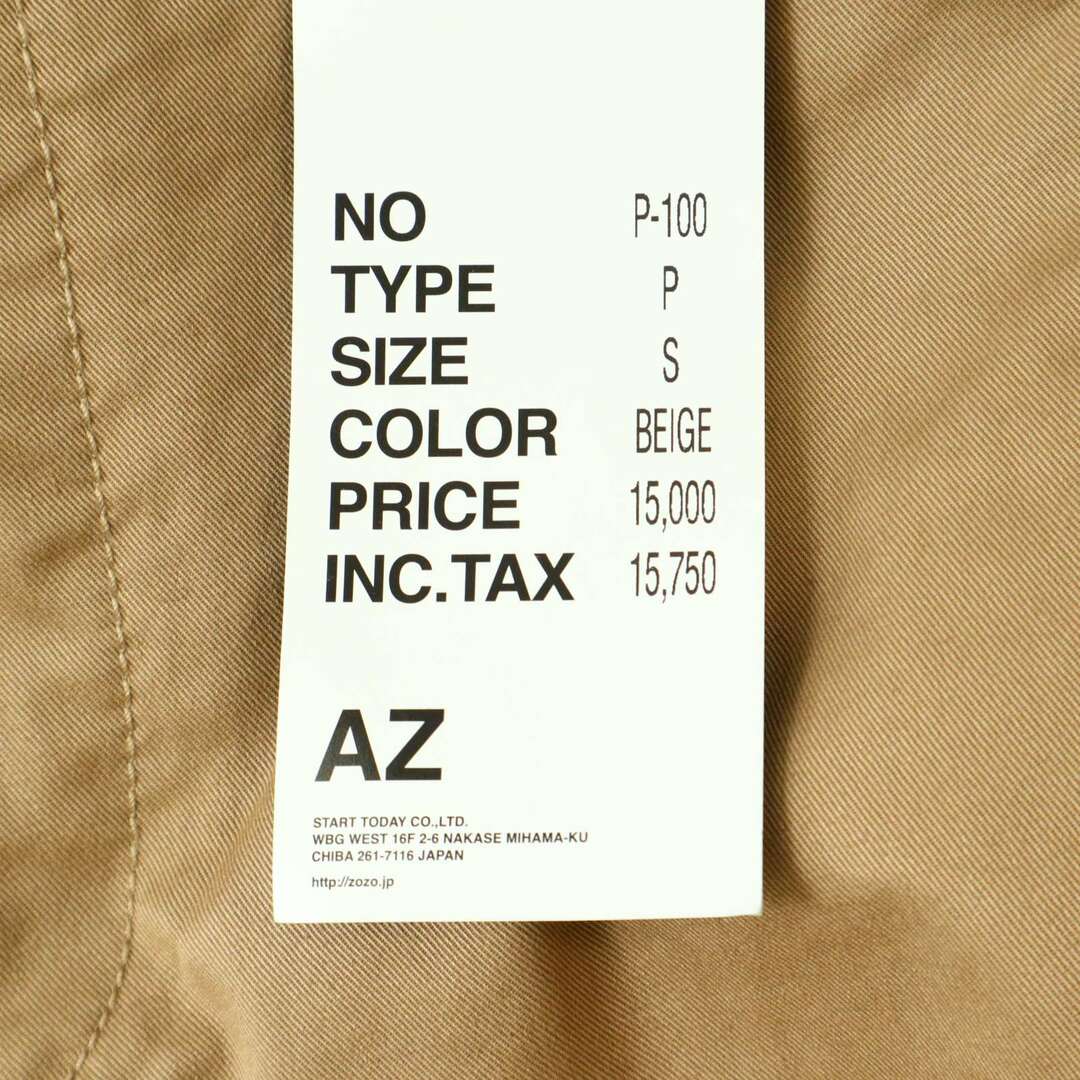 NO P-100
TYPE P
SIZE S
COLOR BEIGE
PRICE 15,000
INC.TAX 15,750
AZ
START TODAY CO.,LTD.
WBG WEST 16F 2-6 NAKASE MIHAMA-KU
CHIBA 261-7116 JAPAN
http://zozo.jp